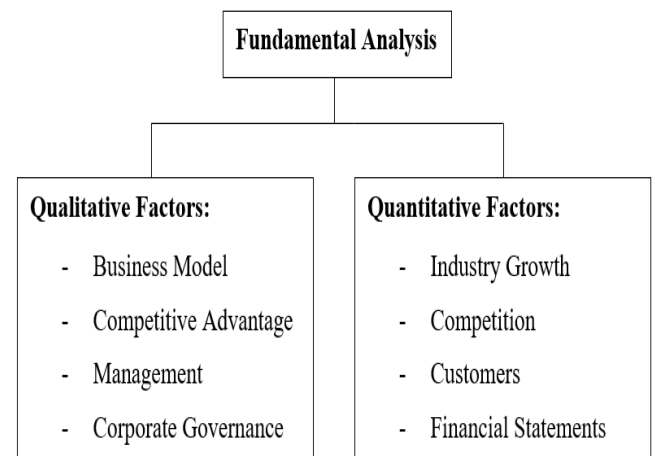 Fundamental Analysis
Qualitative Factors:
- Business Model
- Competitive Advantage
- Management
- Corporate Governance
Quantitative Factors:
- Industry Growth
- Competition
- Customers
- Financial Statements